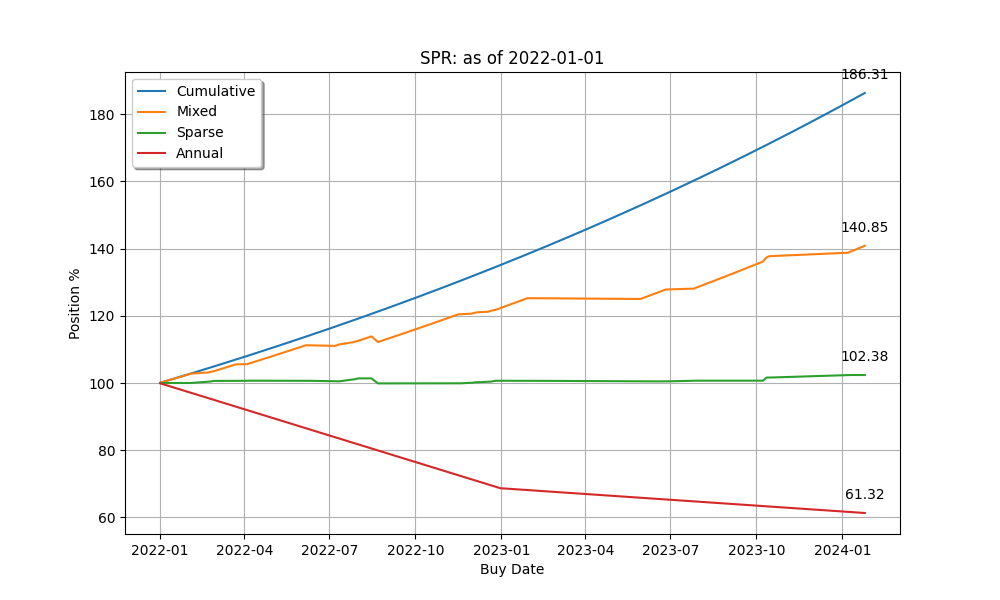 SPR: as of 2022-01-01
186.31
Cumulative
Mixed
Sparse
Annual
180
160
140.85
140
120
102.38
100
80
61.32
60
Position %
2022-01 2022-04 2022-07 2022-10 2023-01 2023-04 2023-07 2023-10 2024-01
Buy Date